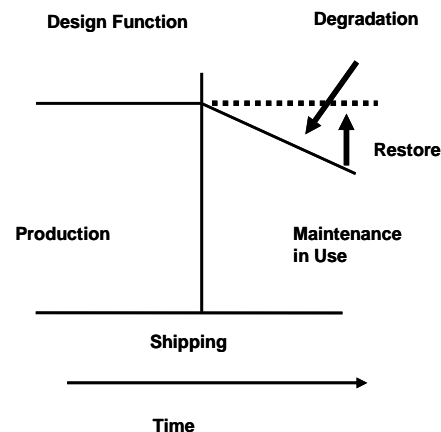 Design Function
Degradation
Restore
Production
Maintenance
in Use
Shipping
Time